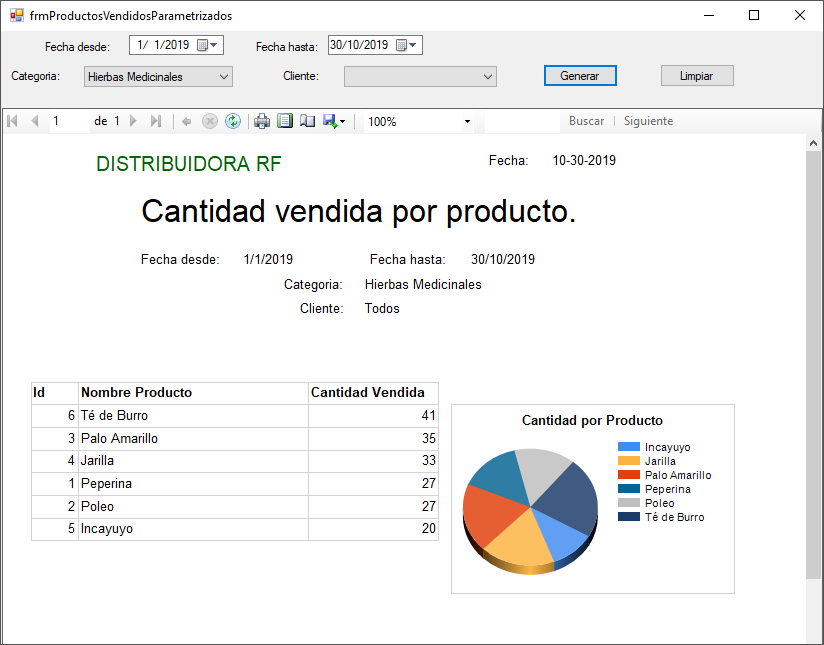 frmProductosVendidosParametrizados
Fecha desde: 1/ 1/2019 Fecha hasta: 30/10/2019
Categoria: Hierbas Medicinales Cliente: Generar Limpiar
1 de 1 100% Buscar | Siguiente
DISTRIBUIDORA RF Fecha: 10-30-2019
Cantidad vendida por producto.
Fecha desde: 1/1/2019 Fecha hasta: 30/10/2019
Categoria: Hierbas Medicinales
Cliente: Todos
Id Nombre Producto Cantidad Vendida
6 Té de Burro 41
3 Palo Amarillo 35
4 Jarilla 33
1 Peperina 27
2 Poleo 27
5 Incayuyo 20
Cantidad por Producto
Incayuyo
Jarilla
Palo Amarillo
Peperina
Poleo
Té de Burro